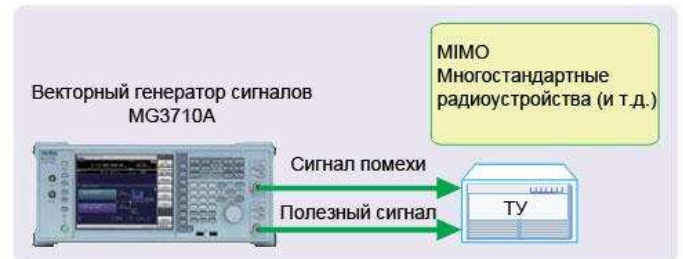 MIMO
Многостандартные
радиоустройства (и т.д.)
Векторный генератор сигналов
MG3710A
Сигнал помехи
Полезный сигнал
ТУ